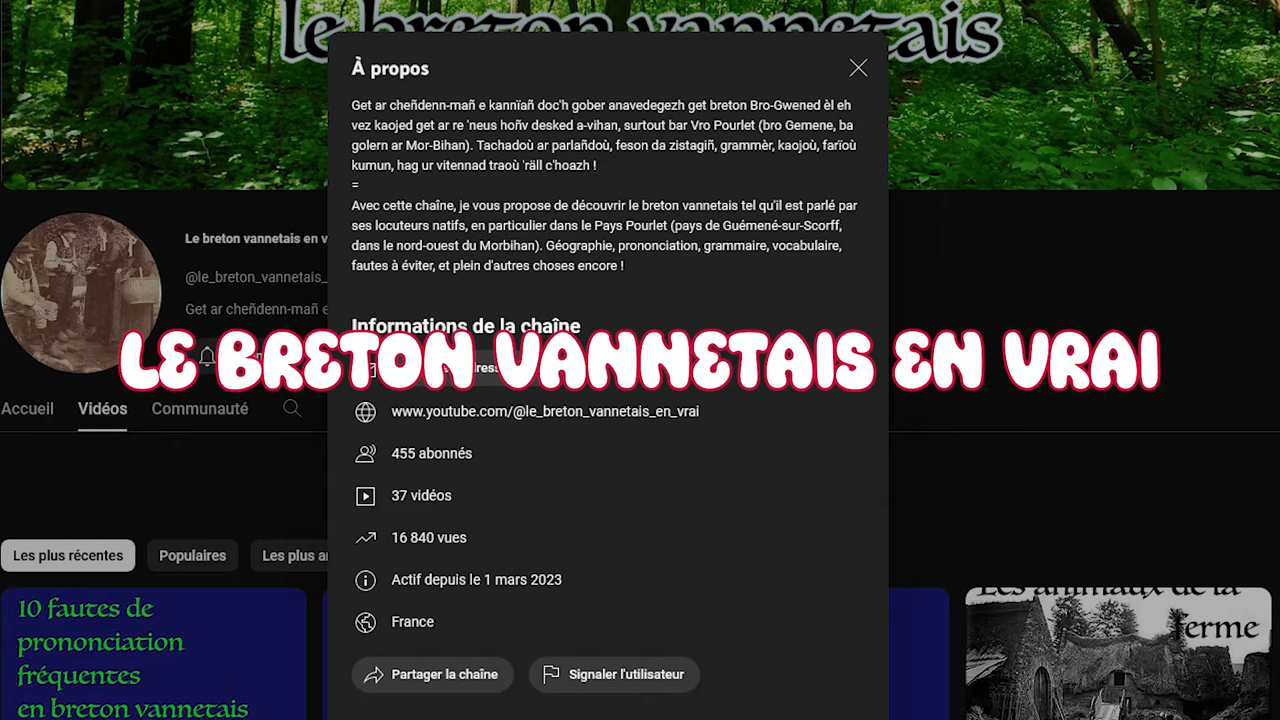 le breton vannetais
À propos
Get ar cheñdenn-mañ e kannïañ doc'h gober anavedegezh get breton Bro-Gwened èl eh
vez kaojed get ar re 'neus hoñv desked a-vihan, surtout bar Vro Pourlet (bro Gemene, ba
golern ar Mor-Bihan). Tachadoù ar parlañdoù, feson da zistagiñ, grammèr, kaojoù, farïoù
kumun, hag ur vitennad traoù 'räll c'hoazh !
=
Avec cette chaîne, je vous propose de découvrir le breton vannetais tel qu'il est parlé par
ses locuteurs natifs, en particulier dans le Pays Pourlet (pays de Guémené-sur-Scorff,
dans le nord-ouest du Morbihan). Géographie, prononciation, grammaire, vocabulaire,
fautes à éviter, et plein d'autres choses encore !
Le breton vannetais en v
@le_breton_vannetais_
Get ar cheñdenn-mañ e
Informations de la chaîne
LE BRETON VANNETAIS EN VRAI
www.youtube.com/@le_breton_vannetais_en_vrai
455 abonnés
37 vidéos
16 840 vues
Actif depuis le 1 mars 2023
France
Partager la chaîne
Signaler l'utilisateur
Accueil
Vidéos
Communauté
Les plus récentes
Populaires
Les plus
10 fautes de
prononciation
fréquentes
en breton vannetais
Les animaux de la
ferme